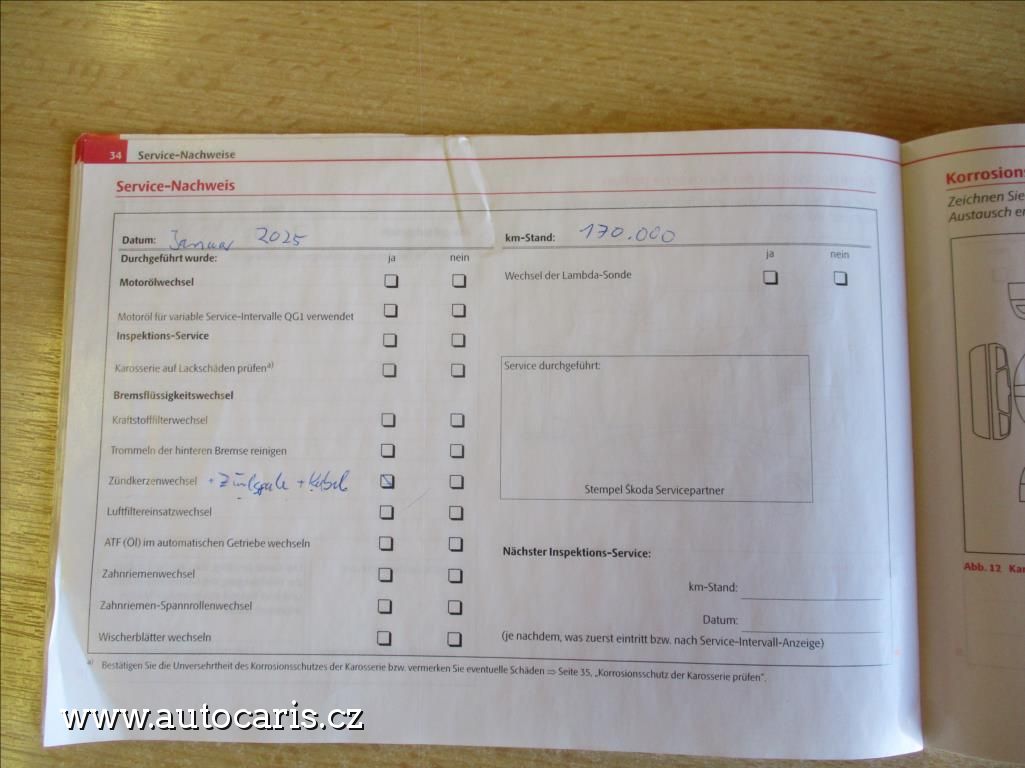 34 Service-Nachweise
Service-Nachweis
Datum: Januar 2025
km-Stand: 170.000
Durchgeführt wurde: ja nein
Motorölwechsel
Motoröl für variable Service-Intervalle QG1 verwendet
Inspektions-Service
Karosserie auf Lackschäden prüfen a)
Bremsflüssigkeitswechsel
Kraftstofffilterwechsel
Trommeln der hinteren Bremse reinigen
Zündkerzenwechsel + Zündspule + Kabel
Luftfiltereinsatzwechsel
ATF (Öl) im automatischen Getriebe wechseln
Zahnriemenwechsel
Zahnriemen-Spannrollenwechsel
Wischerblätter wechseln
ja nein
Wechsel der Lambda-Sonde
Service durchgeführt:
Stempel Škoda Servicepartner
Nächster Inspektions-Service:
km-Stand:
Datum:
(je nachdem, was zuerst eintritt bzw. nach Service-Intervall-Anzeige)
a) Bestätigen Sie die Unversehrtheit des Korrosionsschutzes der Karosserie bzw. vermerken Sie eventuelle Schäden ⇒ Seite 35, „Korrosionsschutz der Karosserie prüfen“.
Korrosions
Zeichnen Sie
Austausch er
Abb. 12 Kar
www.autocaris.cz